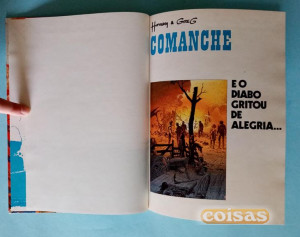 Hermann & Greg
COMANCHE
E O
DIABO
GRITOU
DE
ALEGRIA...
coisas